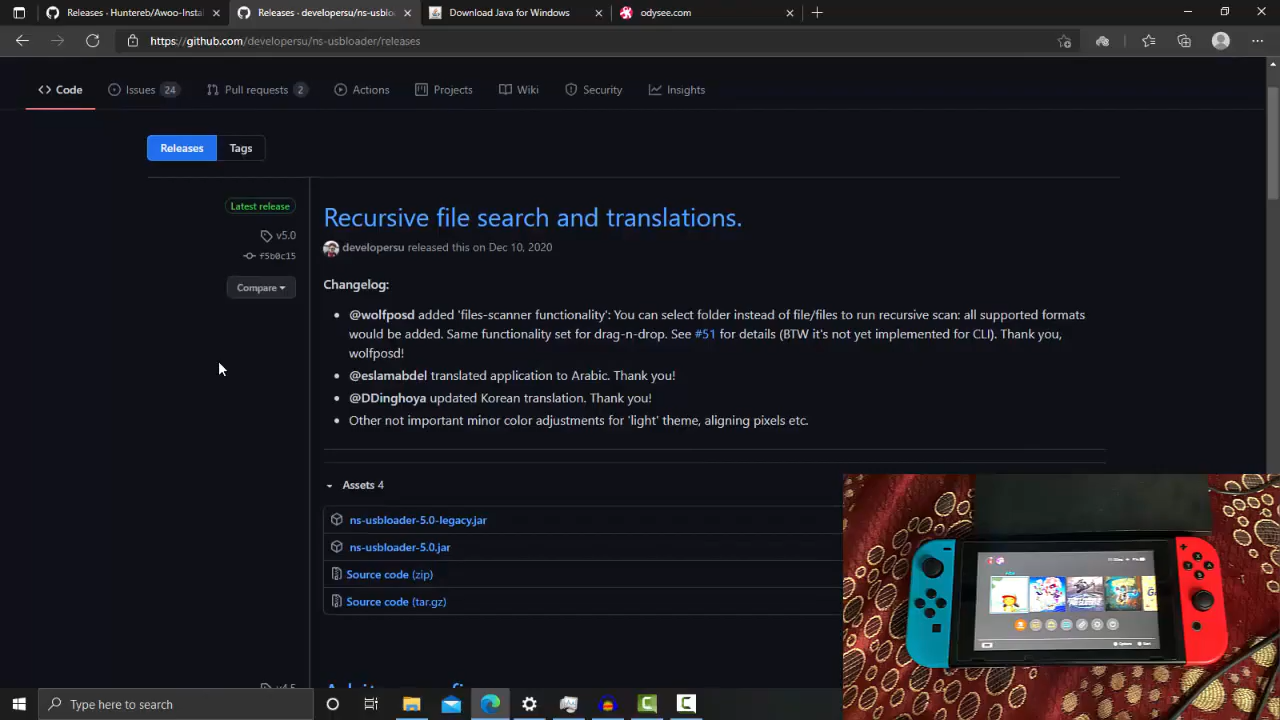 Releases · Huntereb/Awoo-Instal
Releases · developersu/ns-usblo
Download Java for Windows
odysee.com
https://github.com/developersu/ns-usbloader/releases
Code
Issues 24
Pull requests 2
Actions
Projects
Wiki
Security
Insights
Releases
Tags
Latest release
v5.0
f5b0c15
Compare
Recursive file search and translations.
developersu released this on Dec 10, 2020
Changelog:
@wolfposd added 'files-scanner functionality': You can select folder instead of file/files to run recursive scan: all supported formats
would be added. Same functionality set for drag-n-drop. See #51 for details (BTW it's not yet implemented for CLI). Thank you,
wolfposd!
@eslamabdel translated application to Arabic. Thank you!
@DDinghoya updated Korean translation. Thank you!
Other not important minor color adjustments for 'light' theme, aligning pixels etc.
Assets 4
ns-usbloader-5.0-legacy.jar
ns-usbloader-5.0.jar
Source code (zip)
Source code (tar.gz)
Type here to search